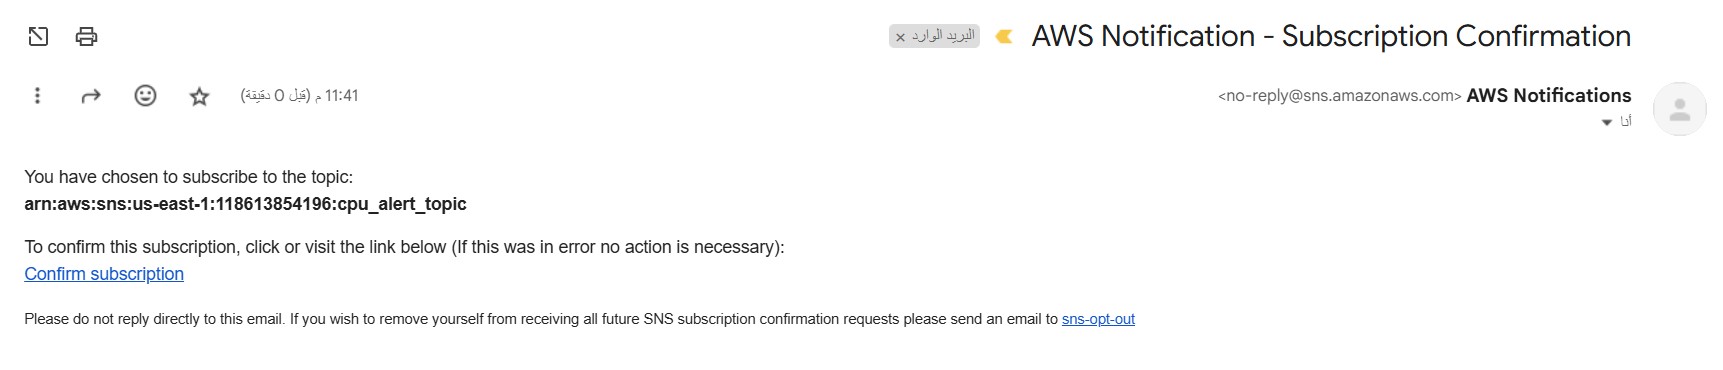 AWS Notification - Subscription Confirmation
البريد الوارد ×
AWS Notifications <no-reply@sns.amazonaws.com>
11:41 م (قبل 0 دقيقة)
أنا
You have chosen to subscribe to the topic:
arn:aws:sns:us-east-1:118613854196:cpu_alert_topic
To confirm this subscription, click or visit the link below (If this was in error no action is necessary):
Confirm subscription
Please do not reply directly to this email. If you wish to remove yourself from receiving all future SNS subscription confirmation requests please send an email to sns-opt-out